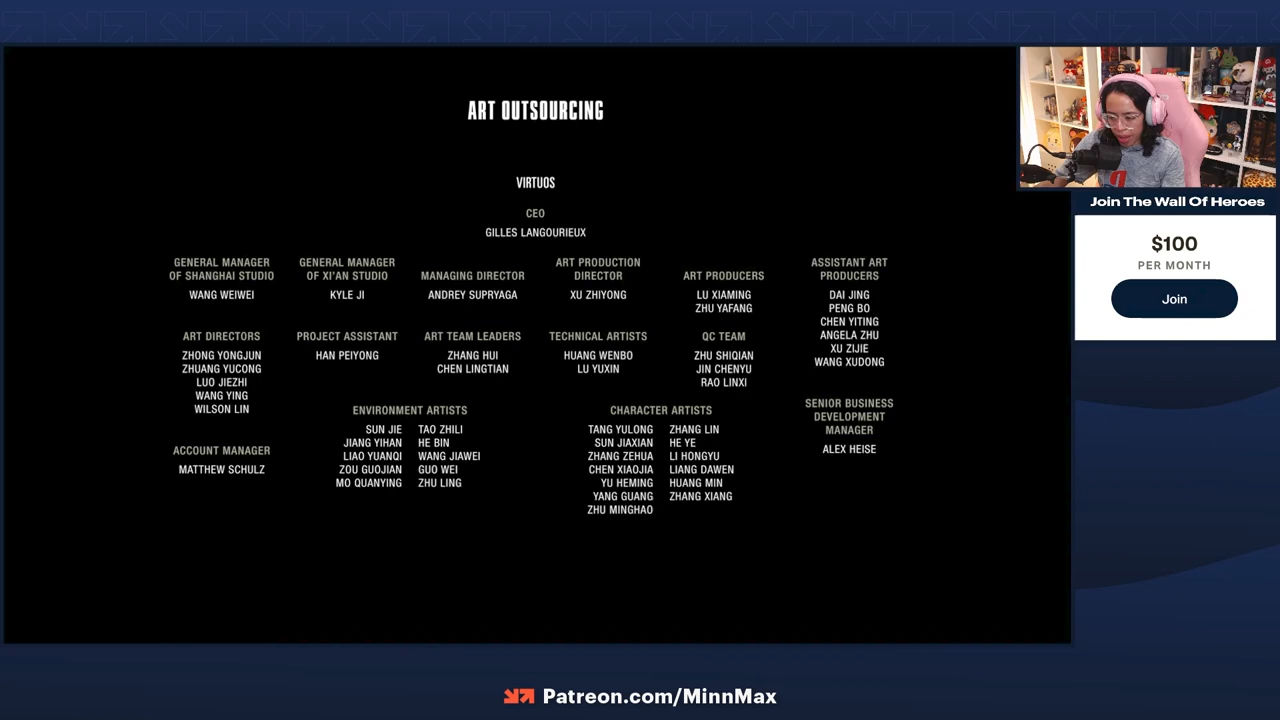 ART OUTSOURCING
VIRTUOS
CEO
GILLES LANGOURIEUX
GENERAL MANAGER
OF SHANGHAI STUDIO
WANG WEIWEI
GENERAL MANAGER
OF XI'AN STUDIO
KYLE JI
MANAGING DIRECTOR
ANDREY SUPRYAGA
ART PRODUCTION
DIRECTOR
XU ZHIYONG
ART PRODUCERS
LU XIAMING
ZHU YAFANG
ASSISTANT ART
PRODUCERS
DAI JING
PENG BO
CHEN YITING
ANGELA ZHU
XU ZIJIE
WANG XUDONG
ART DIRECTORS
ZHONG YONGJUN
ZHUANG YUCONG
LUO JIEZHI
WANG YING
WILSON LIN
PROJECT ASSISTANT
HAN PEIYONG
ART TEAM LEADERS
ZHANG HUI
CHEN LINGTIAN
TECHNICAL ARTISTS
HUANG WENBO
LU YUXIN
QC TEAM
ZHU SHIQIAN
JIN CHENYU
RAO LINXI
ACCOUNT MANAGER
MATTHEW SCHULZ
ENVIRONMENT ARTISTS
SUN JIE TAO ZHILI
JIANG YIHAN HE BIN
LIAO YUANQI WANG JIAWEI
ZOU GUOJIAN GUO WEI
MO QUANYING ZHU LING
CHARACTER ARTISTS
TANG YULONG ZHANG LIN
SUN JIAXIAN HE YE
ZHANG ZEHUA LI HONGYU
CHEN XIAOJIA LIANG DAWEN
YU HEMING HUANG MIN
YANG GUANG ZHANG XIANG
ZHU MINGHAO
SENIOR BUSINESS
DEVELOPMENT
MANAGER
ALEX HEISE
Join The Wall Of Heroes
$100
PER MONTH
Join
Patreon.com/MinnMax